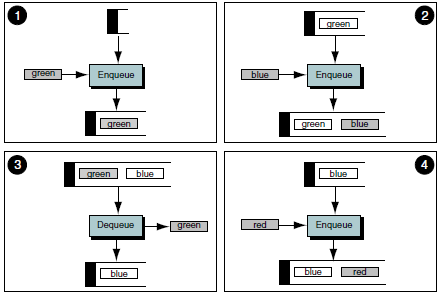 1
green
Enqueue
green
2
green
blue
Enqueue
green blue
3
green blue
Dequeue
green
blue
4
blue
red
Enqueue
blue red